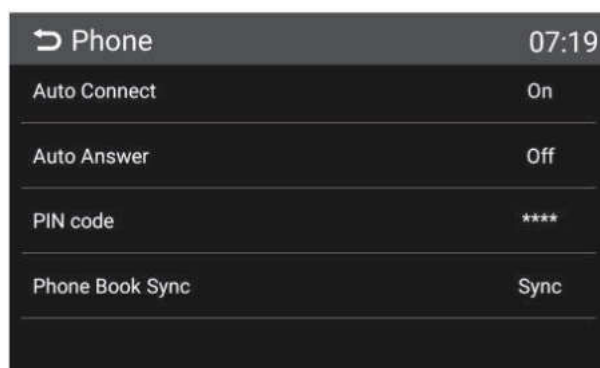 Phone 07:19
Auto Connect On
Auto Answer Off
PIN code ****
Phone Book Sync Sync